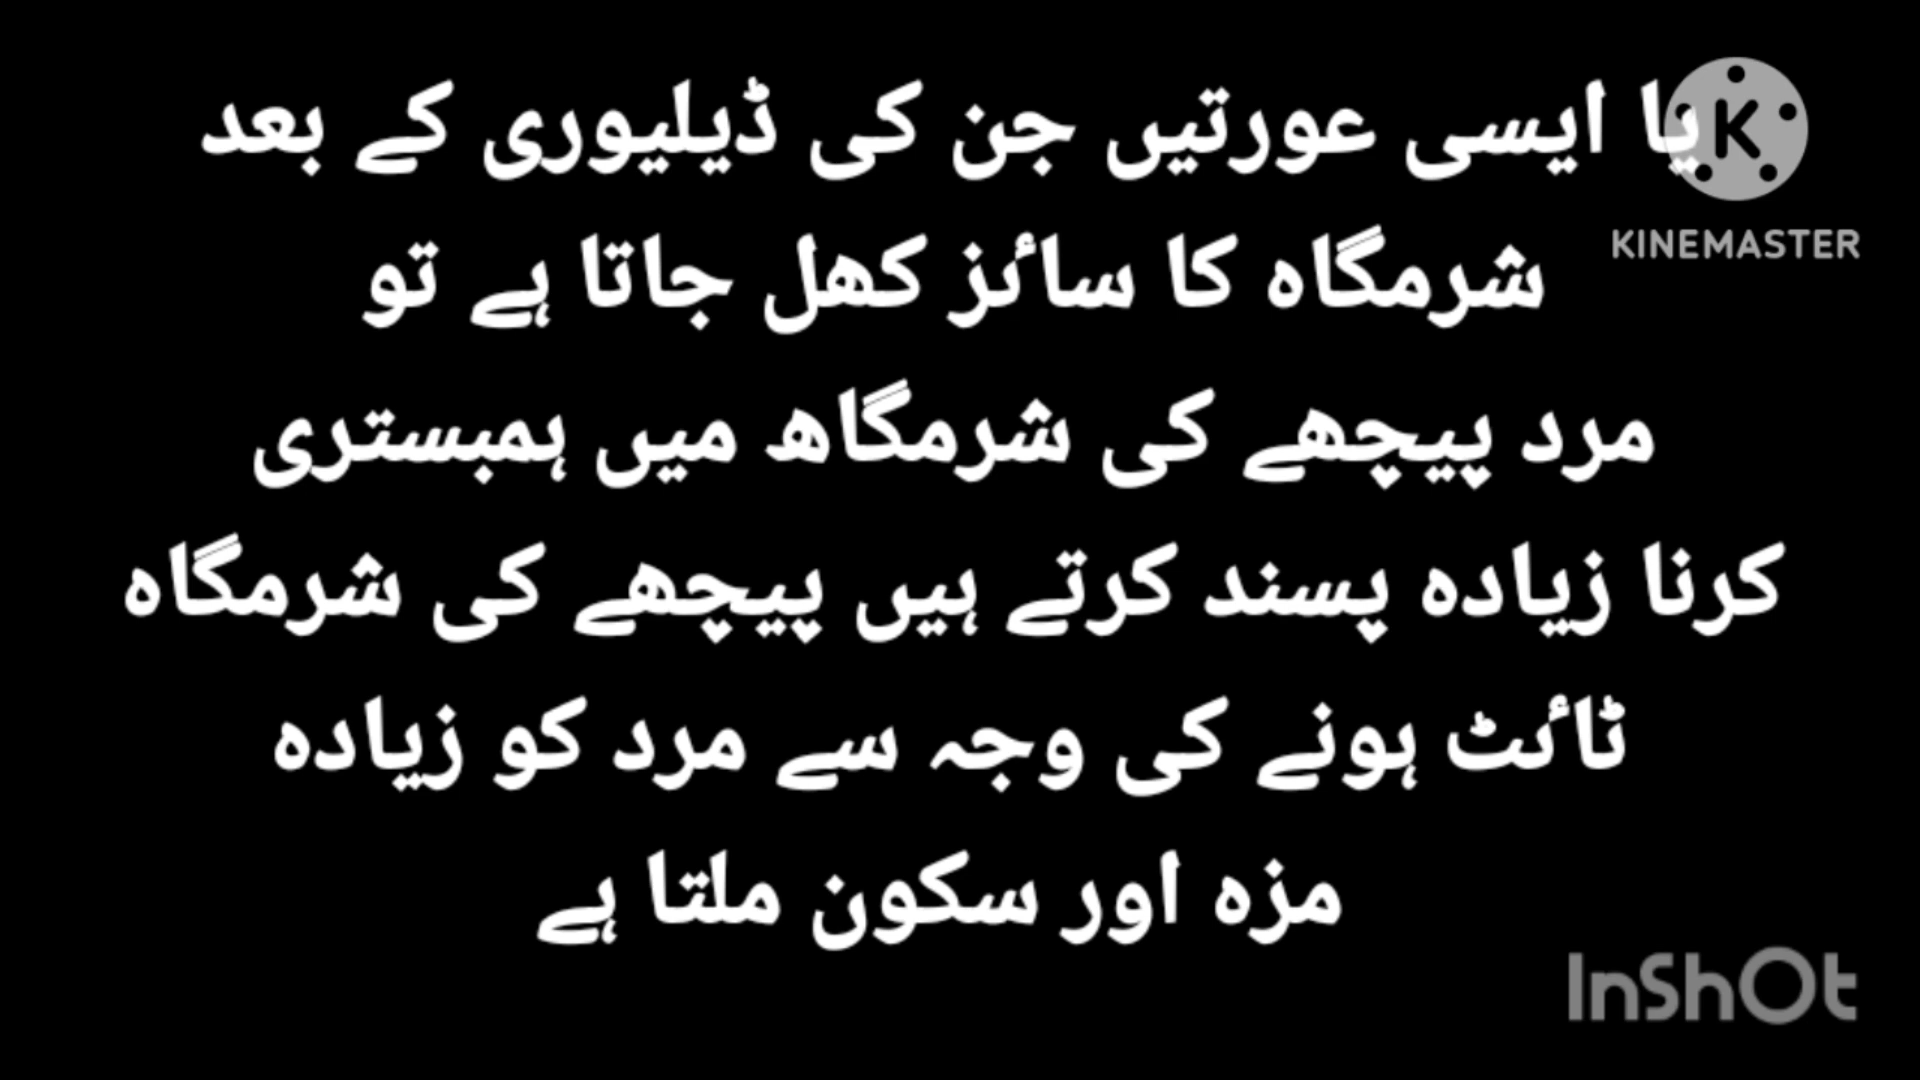 یا ایسی عورتیں جن کی ڈیلیوری کے بعد
شرمگاہ کا سائز کھل جاتا ہے تو
مرد پیچھے کی شرمگاھ میں ہمبستری
کرنا زیادہ پسند کرتے ہیں پیچھے کی شرمگاہ
ٹائٹ ہونے کی وجہ سے مرد کو زیادہ
مزہ اور سکون ملتا ہے
K
KINEMASTER
InShOt